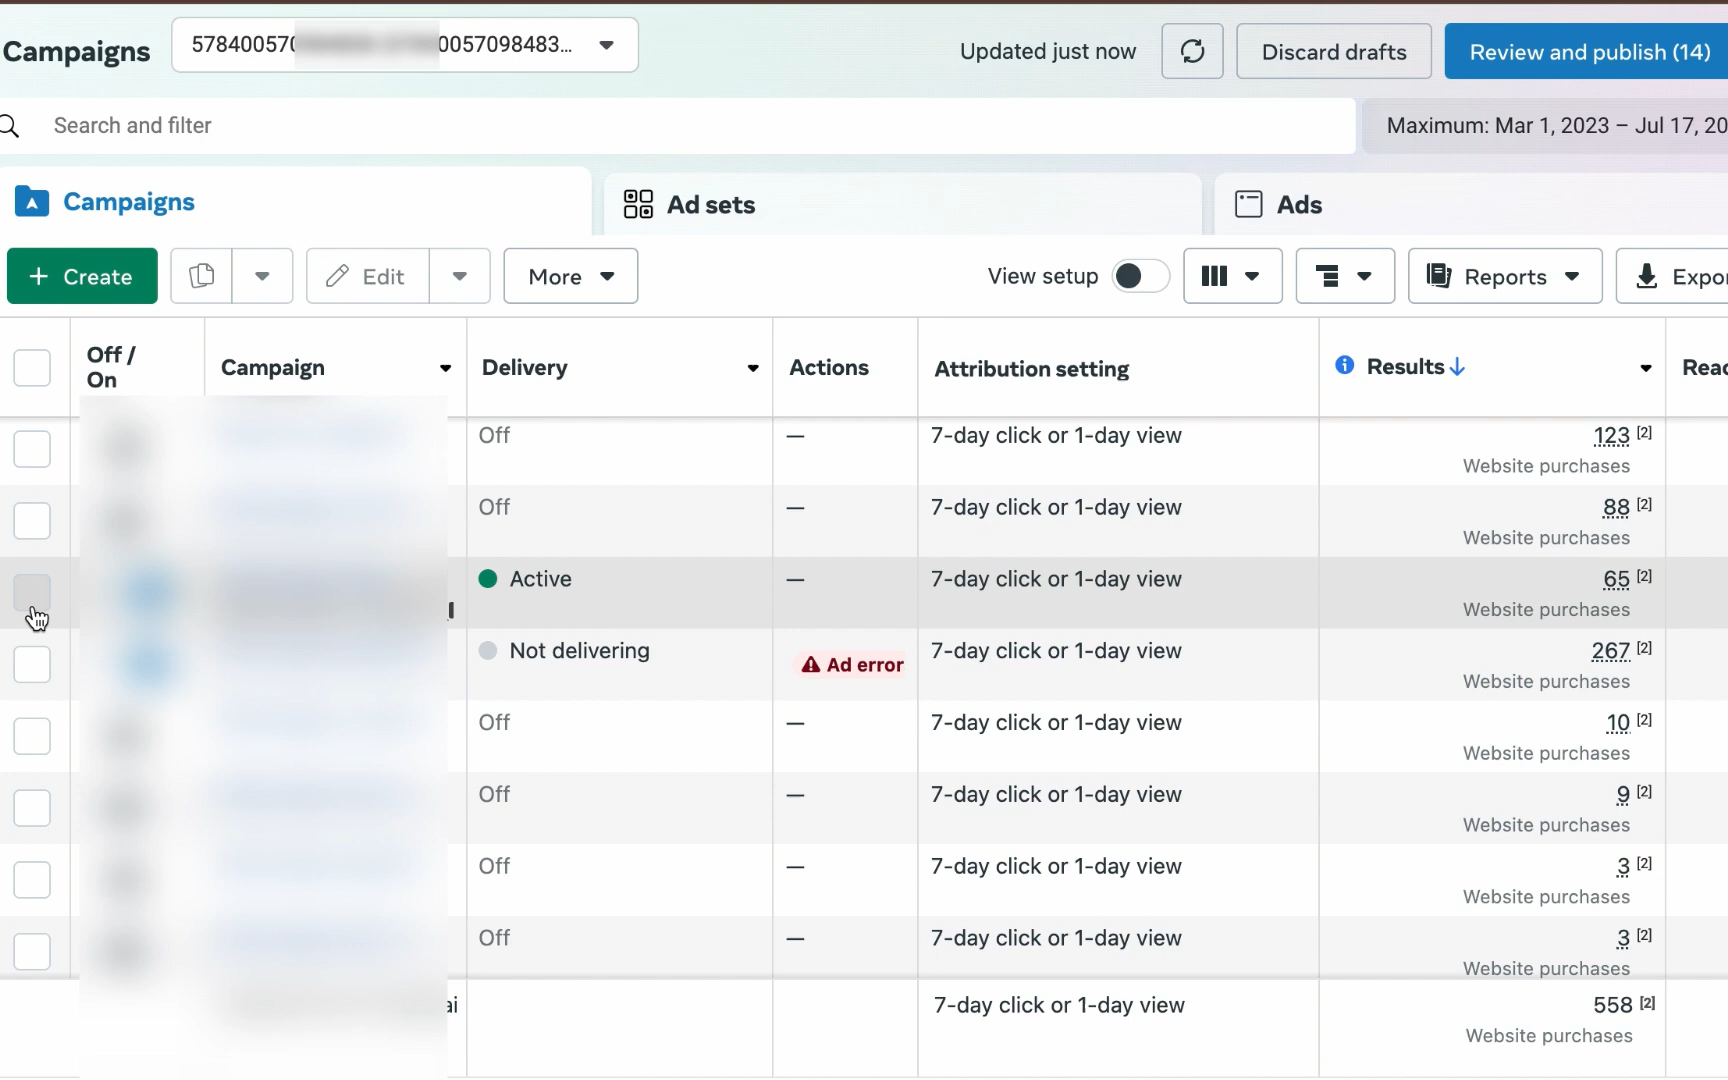 Campaigns
57840057
0057098483...
Updated just now
Discard drafts
Review and publish (14)
Search and filter
Maximum: Mar 1, 2023 – Jul 17, 20
Campaigns
Ad sets
Ads
+ Create
Edit
More
View setup
Reports
Expor
Off / On
Campaign
Delivery
Actions
Attribution setting
Results
Reac
Off
—
7-day click or 1-day view
123 [2]
Website purchases
Off
—
7-day click or 1-day view
88 [2]
Website purchases
Active
—
7-day click or 1-day view
65 [2]
Website purchases
Not delivering
Ad error
7-day click or 1-day view
267 [2]
Website purchases
Off
—
7-day click or 1-day view
10 [2]
Website purchases
Off
—
7-day click or 1-day view
9 [2]
Website purchases
Off
—
7-day click or 1-day view
3 [2]
Website purchases
Off
—
7-day click or 1-day view
3 [2]
Website purchases
ai
7-day click or 1-day view
558 [2]
Website purchases